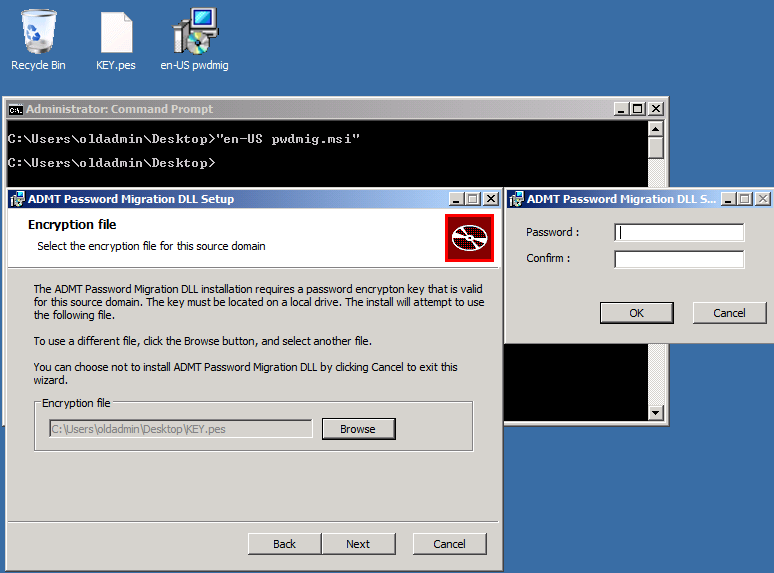 Recycle Bin
KEY.pes
en-US pwdmig
Administrator: Command Prompt
C:\Users\oldadmin\Desktop>"en-US pwdmig.msi"
C:\Users\oldadmin\Desktop>
ADMT Password Migration DLL Setup
Encryption file
Select the encryption file for this source domain
The ADMT Password Migration DLL installation requires a password encrypton key that is valid
for this source domain. The key must be located on a local drive. The install will attempt to use
the following file.
To use a different file, click the Browse button, and select another file.
You can choose not to install ADMT Password Migration DLL by clicking Cancel to exit this
wizard.
Encryption file
C:\Users\oldadmin\Desktop\KEY.pes
Browse
Back
Next
Cancel
ADMT Password Migration DLL S...
Password :
Confirm :
OK
Cancel